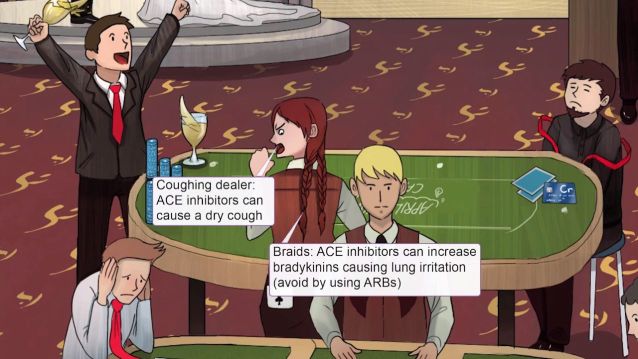 Coughing dealer:
ACE inhibitors can
cause a dry cough
Cr
Braids: ACE inhibitors can increase
bradykinins causing lung irritation
(avoid by using ARBs)